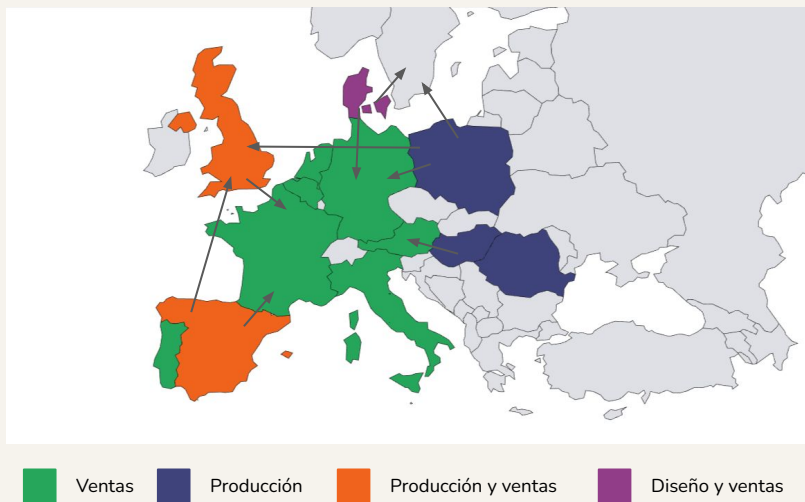 Ventas
Producción
Producción y ventas
Diseño y ventas